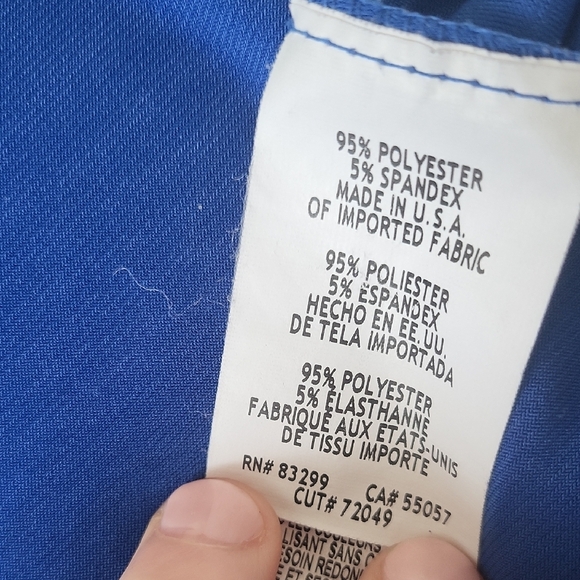 95% POLYESTER
5% SPANDEX
MADE IN U.S.A.
OF IMPORTED FABRIC
95% POLIESTER
5% ESPANDEX
HECHO EN EE.UU.
DE TELA IMPORTADA
95% POLYESTER
5% ÉLASTHANNE
FABRIQUÉ AUX ETATS-UNIS
DE TISSU IMPORTÉ
RN# 83299 CA# 55057
CUT# 72049
SANS